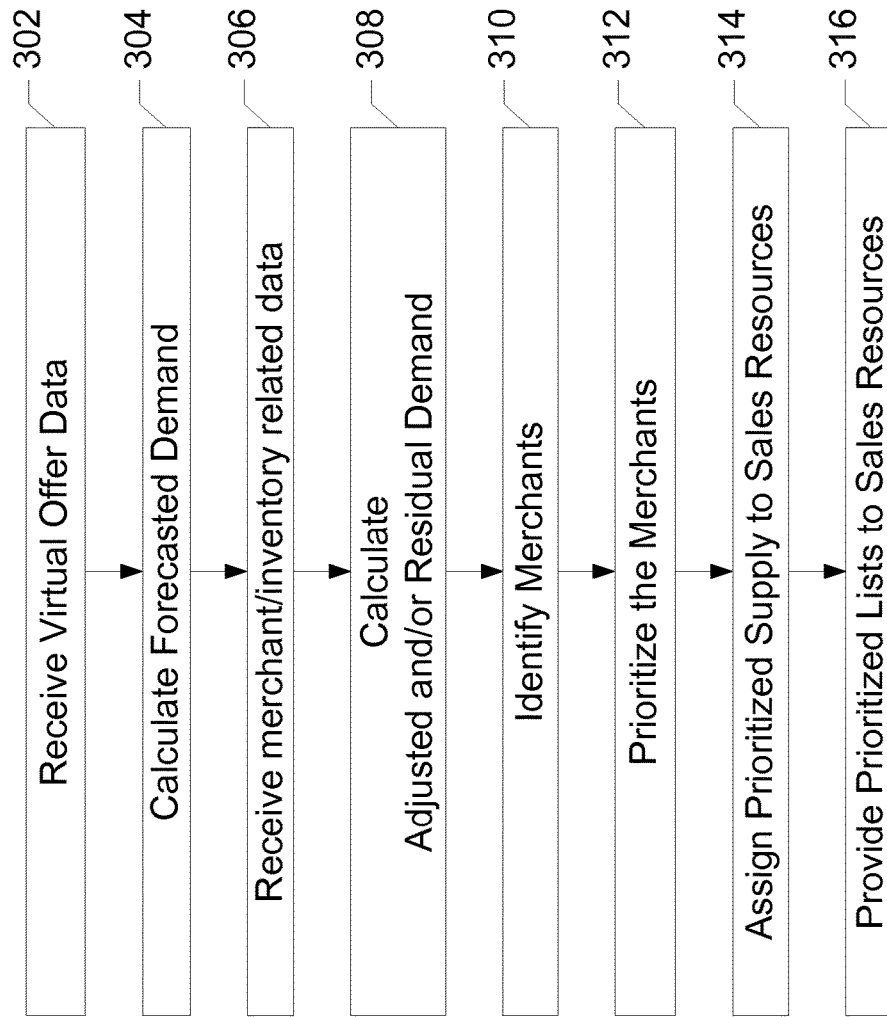 Receive Virtual Offer Data
302
Calculate Forecasted Demand
304
Receive merchant/inventory related data
306
Calculate
Adjusted and/or Residual Demand
308
Identify Merchants
310
Prioritize the Merchants
312
Assign Prioritized Supply to Sales Resources
314
Provide Prioritized Lists to Sales Resources
316